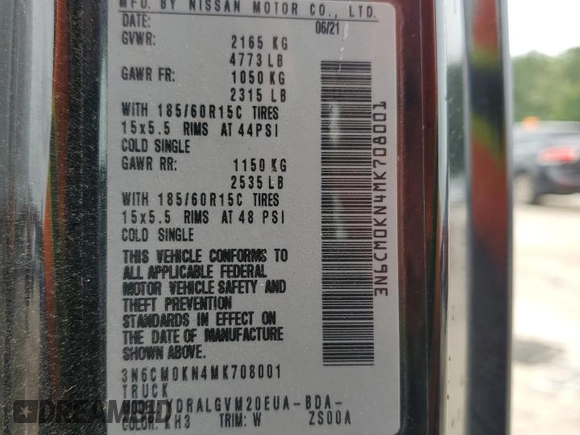 MFD. BY NISSAN MOTOR CO., LTD.
DATE: 06/21
GVWR: 2165 KG
4773 LB
GAWR FR: 1050 KG
2315 LB
WITH 185/60R15C TIRES
15x5.5 RIMS AT 44PSI
COLD SINGLE
GAWR RR: 1150 KG
2535 LB
WITH 185/60R15C TIRES
15x5.5 RIMS AT 48 PSI
COLD SINGLE
THIS VEHICLE CONFORMS TO
ALL APPLICABLE FEDERAL
MOTOR VEHICLE SAFETY AND
THEFT PREVENTION
STANDARDS IN EFFECT ON
THE DATE OF MANUFACTURE
SHOWN ABOVE.
3N6CM0KN4MK708001
TRUCK
YDRALGVM20EUA-BDA-
COLOR: KH3 TRIM: W ZS00A
3N6CM0KN4MK708001